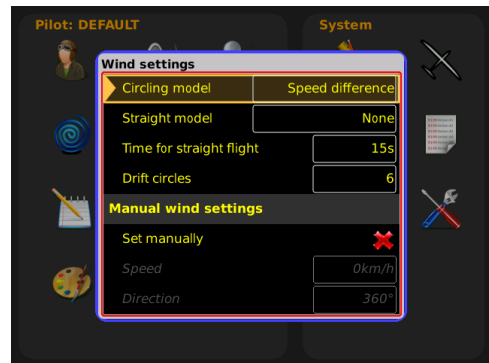 Pilot: DEFAULT
System
Wind settings
Circling model Speed difference
Straight model None
Time for straight flight 15s
Drift circles 6
Manual wind settings
Set manually
Speed 0km/h
Direction 360°